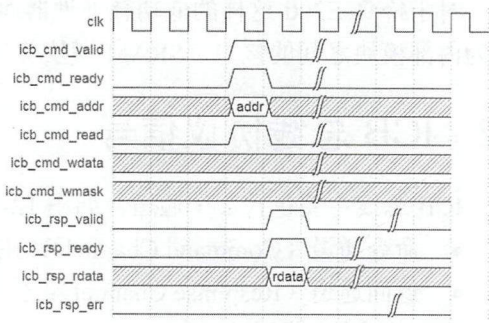 clk
icb_cmd_valid
icb_cmd_ready
icb_cmd_addr
addr
icb_cmd_read
icb_cmd_wdata
icb_cmd_wmask
icb_rsp_valid
icb_rsp_ready
icb_rsp_rdata
rdata
icb_rsp_err